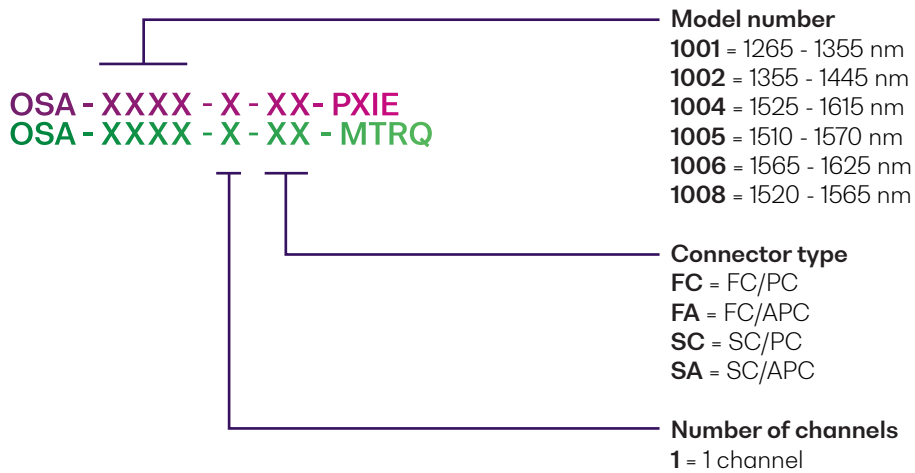 Model number
1001 = 1265 - 1355 nm
1002 = 1355 - 1445 nm
1004 = 1525 - 1615 nm
1005 = 1510 - 1570 nm
1006 = 1565 - 1625 nm
1008 = 1520 - 1565 nm
OSA - XXXX - X - XX- PXIE
OSA - XXXX - X - XX - MTRQ
Connector type
FC = FC/PC
FA = FC/APC
SC = SC/PC
SA = SC/APC
Number of channels
1 = 1 channel